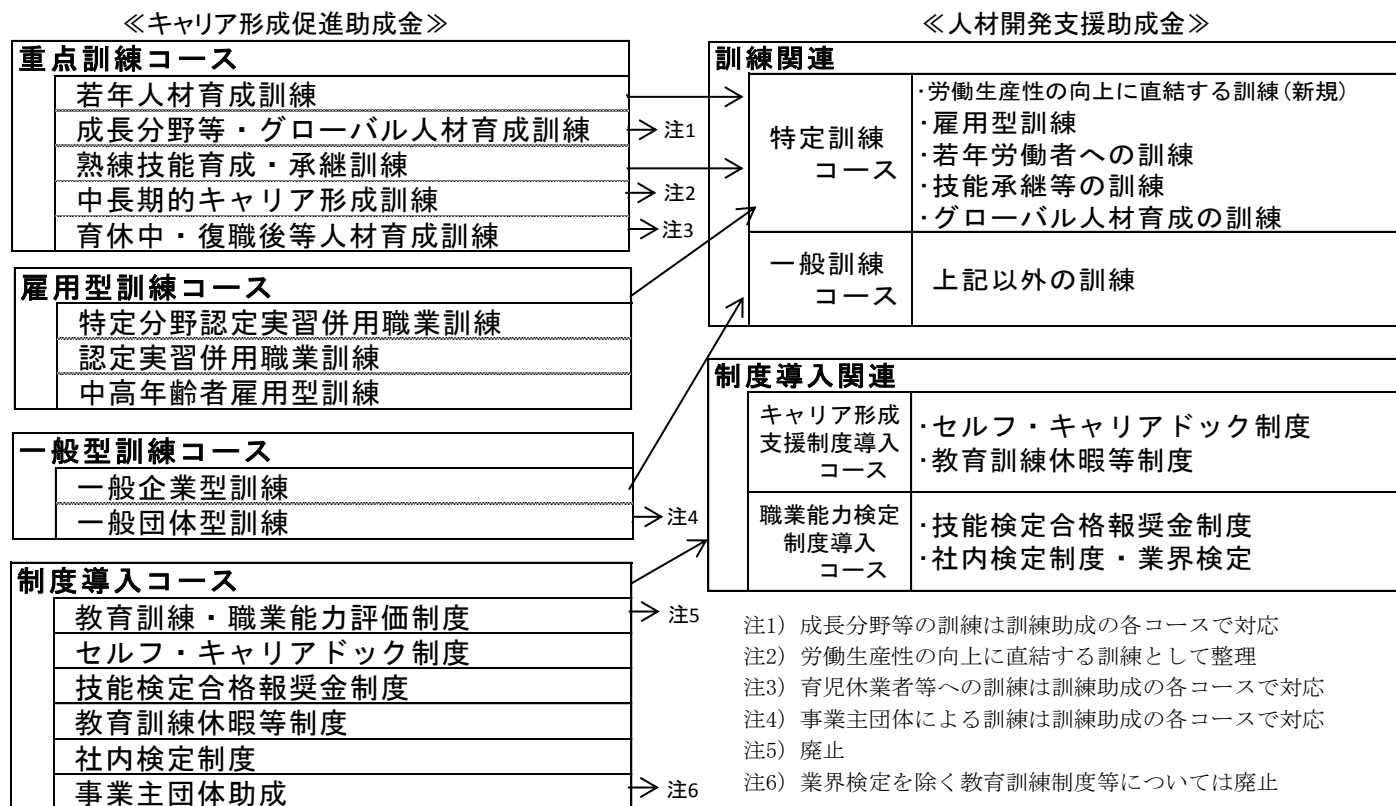 ≪キャリア形成促進助成金≫
重点訓練コース
若年人材育成訓練
成長分野等・グローバル人材育成訓練
注1
熟練技能育成・承継訓練
中長期的キャリア形成訓練
注2
育休中・復職後等人材育成訓練
注3
雇用型訓練コース
特定分野認定実習併用職業訓練
認定実習併用職業訓練
中高年齢者雇用型訓練
一般型訓練コース
一般企業型訓練
一般団体型訓練
注4
制度導入コース
教育訓練・職業能力評価制度
注5
セルフ・キャリアドック制度
技能検定合格報奨金制度
教育訓練休暇等制度
社内検定制度
事業主団体助成
注6
≪人材開発支援助成金≫
訓練関連
特定訓練
コース
・労働生産性の向上に直結する訓練(新規)
・雇用型訓練
・若年労働者への訓練
・技能承継等の訓練
・グローバル人材育成の訓練
一般訓練
コース
上記以外の訓練
制度導入関連
キャリア形成
支援制度導入
コース
・セルフ・キャリアドック制度
・教育訓練休暇等制度
職業能力検定
制度導入
コース
・技能検定合格報奨金制度
・社内検定制度・業界検定
注1) 成長分野等の訓練は訓練助成の各コースで対応
注2) 労働生産性の向上に直結する訓練として整理
注3) 育児休業者等への訓練は訓練助成の各コースで対応
注4) 事業主団体による訓練は訓練助成の各コースで対応
注5) 廃止
注6) 業界検定を除く教育訓練制度等については廃止